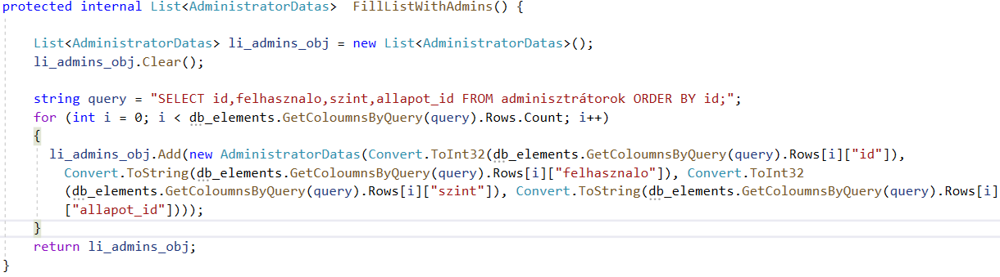 protected internal List<AdministratorDatas>  FillListWithAdmins() {
List<AdministratorDatas> li_admins_obj = new List<AdministratorDatas>();
li_admins_obj.Clear();
string query = "SELECT id,felhasznalo,szint,allapot_id FROM adminisztrátorok ORDER BY id;";
for (int i = 0; i < db_elements.GetColoumnsByQuery(query).Rows.Count; i++)
{
li_admins_obj.Add(new AdministratorDatas(Convert.ToInt32(db_elements.GetColoumnsByQuery(query).Rows[i]["id"]),
Convert.ToString(db_elements.GetColoumnsByQuery(query).Rows[i]["felhasznalo"]), Convert.ToInt32
(db_elements.GetColoumnsByQuery(query).Rows[i]["szint"]), Convert.ToString(db_elements.GetColoumnsByQuery(query).Rows[i]
["allapot_id"])));
}
return li_admins_obj;
}